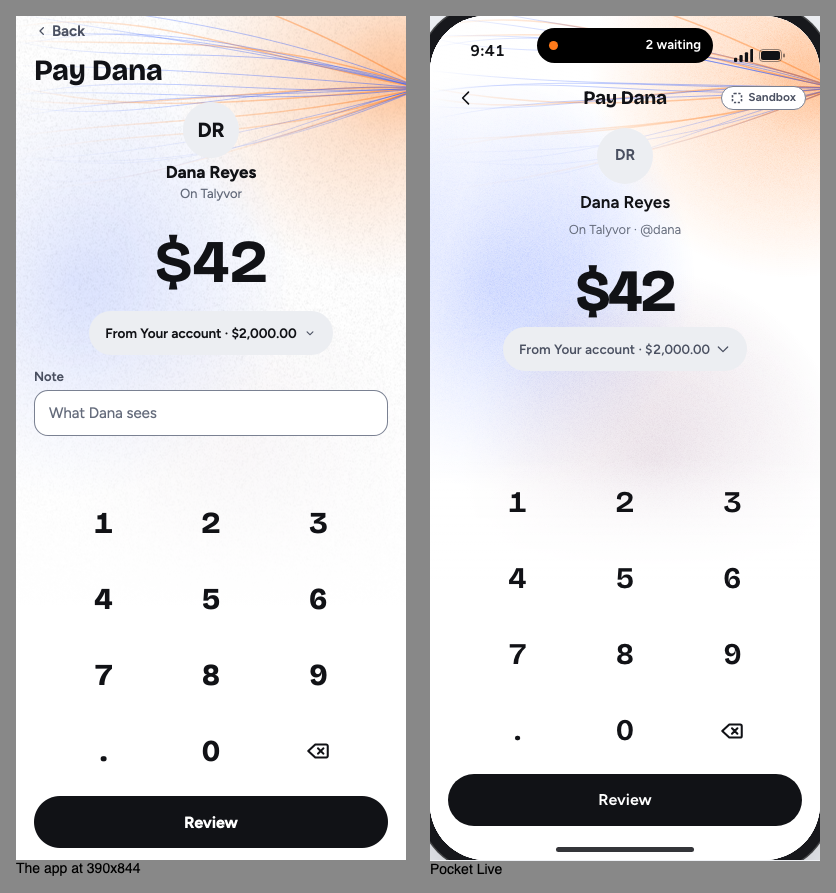 Back
Pay Dana
DR
Dana Reyes
On Talyvor
$42
From Your account · $2,000.00
Note
What Dana sees
1 2 3
4 5 6
7 8 9
. 0
Review
The app at 390x844
9:41
2 waiting
Pay Dana
Sandbox
DR
Dana Reyes
On Talyvor · @dana
$42
From Your account · $2,000.00
1 2 3
4 5 6
7 8 9
. 0
Review
Pocket Live